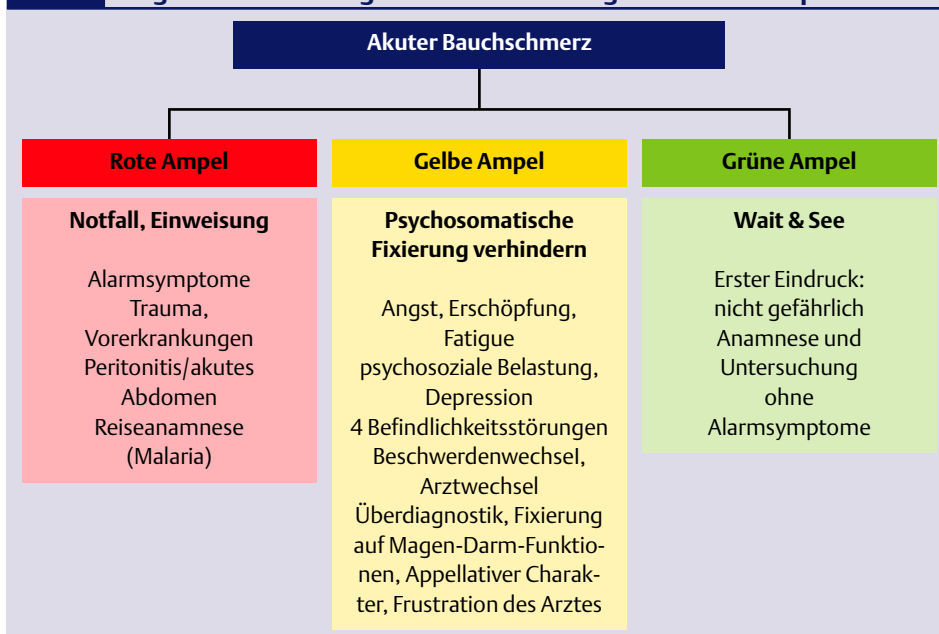 Akuter Bauchschmerz
Rote Ampel
Notfall, Einweisung
Alarmsymptome
Trauma,
Vorerkrankungen
Peritonitis/akutes
Abdomen
Reiseanamnese
(Malaria)
Gelbe Ampel
Psychosomatische
Fixierung verhindern
Angst, Erschöpfung,
Fatigue
psychosoziale Belastung,
Depression
4 Befindlichkeitsstörungen
Beschwerdenwechsel,
Arztwechsel
Überdiagnostik, Fixierung
auf Magen-Darm-Funktio-
nen, Appellativer Charak-
ter, Frustration des Arztes
Grüne Ampel
Wait & See
Erster Eindruck:
nicht gefährlich
Anamnese und
Untersuchung
ohne
Alarmsymptome